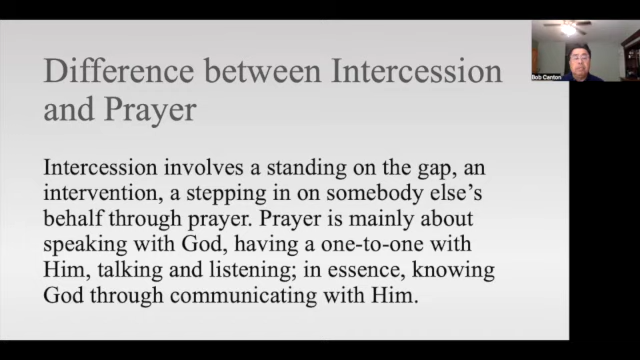 Difference between Intercession
and Prayer
Intercession involves a standing on the gap, an
intervention, a stepping in on somebody else's
behalf through prayer. Prayer is mainly about
speaking with God, having a one-to-one with
Him, talking and listening; in essence, knowing
God through communicating with Him.
Bob Canton